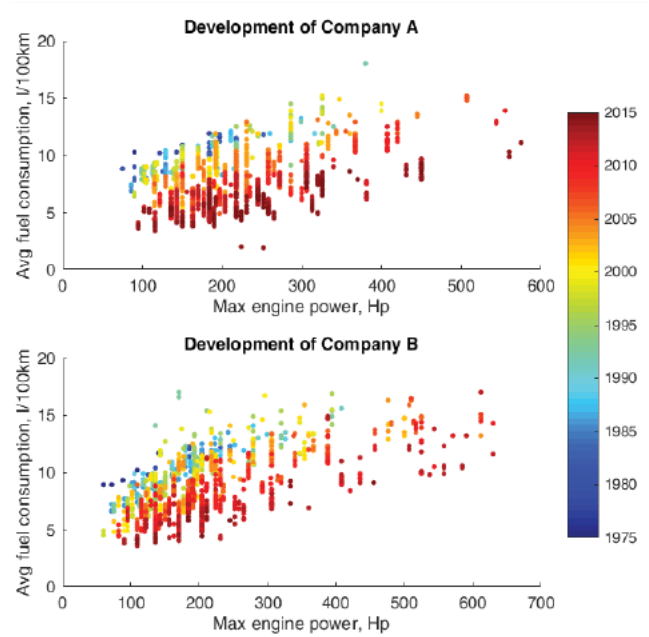 Development of Company A
Avg fuel consumption, l/100km
20
15
10
5
0
0 100 200 300 400 500 600
Max engine power, Hp
Development of Company B
Avg fuel consumption, l/100km
20
15
10
5
0
0 100 200 300 400 500 600 700
Max engine power, Hp
2015
2010
2005
2000
1995
1990
1985
1980
1975